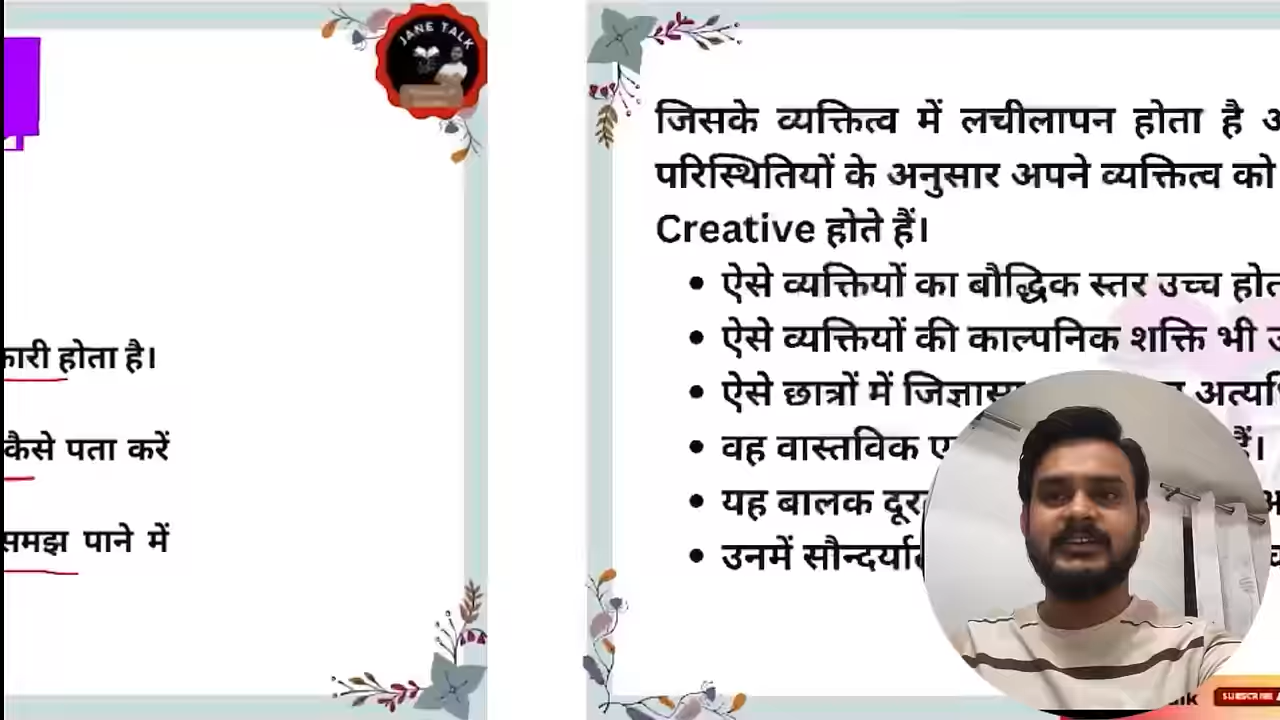 JANE TALK
होता है।
कैसे पता करें
समझ पाने में
जिसके व्यक्तित्व में लचीलापन होता है
परिस्थितियों के अनुसार अपने व्यक्तित्व को
Creative होते हैं।
• ऐसे व्यक्तियों का बौद्धिक स्तर उच्च
• ऐसे व्यक्तियों की काल्पनिक शक्ति भी
• ऐसे छात्रों में
• वह वास्तविक
• यह बालक
• उनमें
SUBSCRIBE